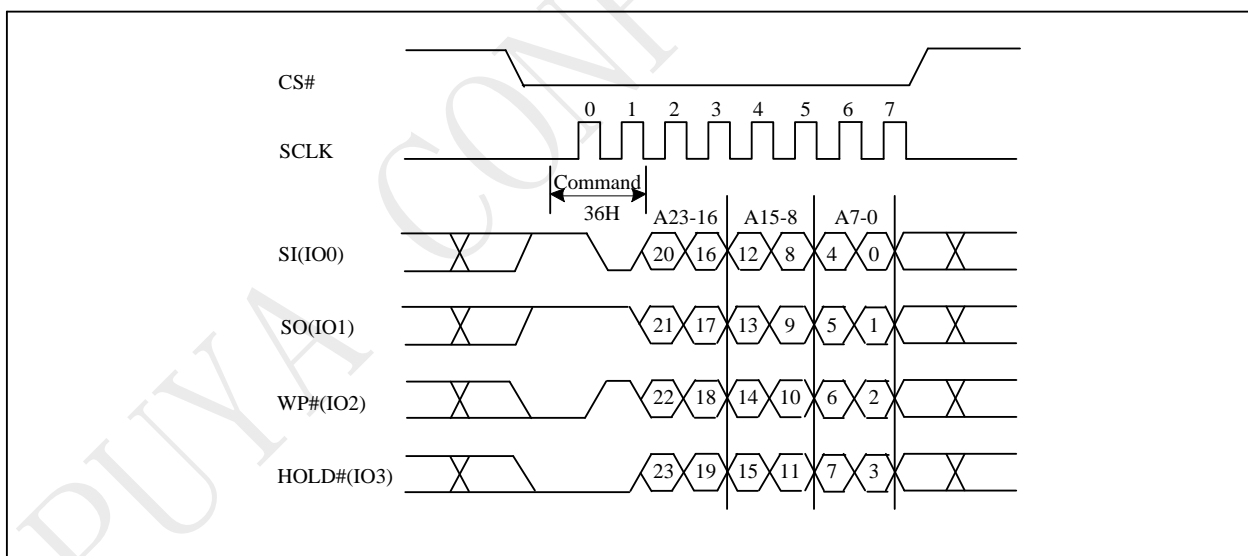 PUYA CONF
CS#
0 1 2 3 4 5 6 7
SCLK
Command
36H
A23-16 A15-8 A7-0
SI(IO0) 20 16 12 8 4 0
SO(IO1) 21 17 13 9 5 1
WP#(IO2) 22 18 14 10 6 2
HOLD#(IO3) 23 19 15 11 7 3